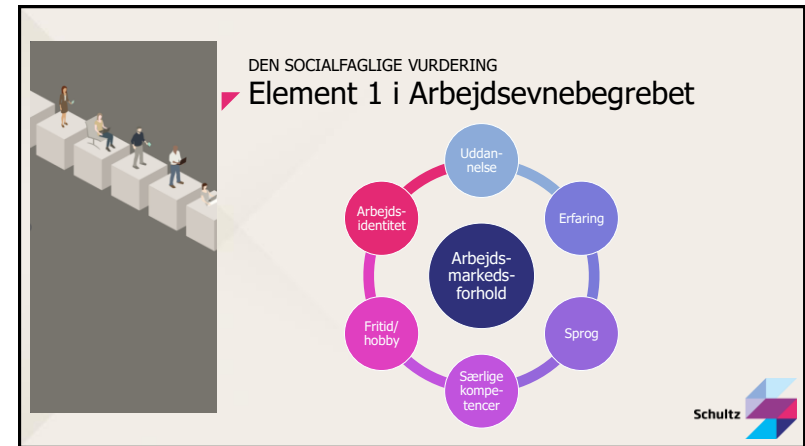 DEN SOCIALFAGLIGE VURDERING
Element 1 i Arbejdsevnebegrebet
Uddan-
nelse
Erfaring
Sprog
Særlige
kompe-
tencer
Fritid/
hobby
Arbejds-
identitet
Arbejds-
markeds-
forhold
Schultz